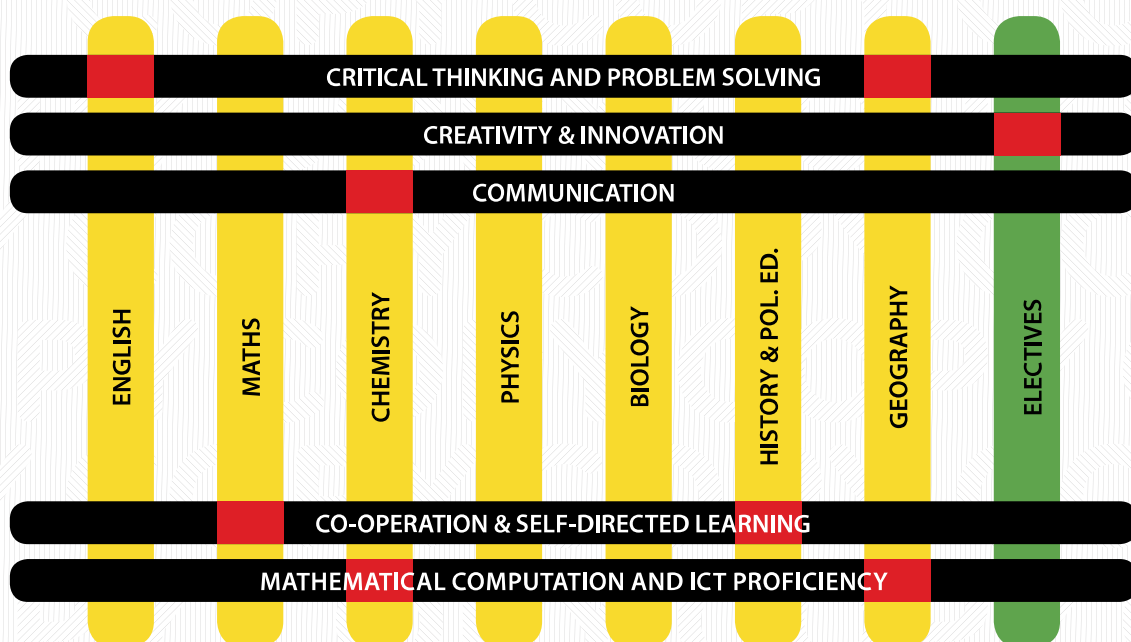 CRITICAL THINKING AND PROBLEM SOLVING
CREATIVITY & INNOVATION
COMMUNICATION
ENGLISH
MATHS
CHEMISTRY
PHYSICS
BIOLOGY
HISTORY & POL. ED.
GEOGRAPHY
ELECTIVES
CO-OPERATION & SELF-DIRECTED LEARNING
MATHEMATICAL COMPUTATION AND ICT PROFICIENCY